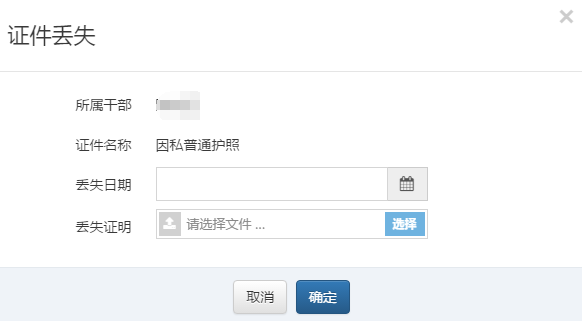 证件丢失
所属干部
证件名称 因私普通护照
丢失日期
丢失证明 请选择文件 ... 选择
取消 确定